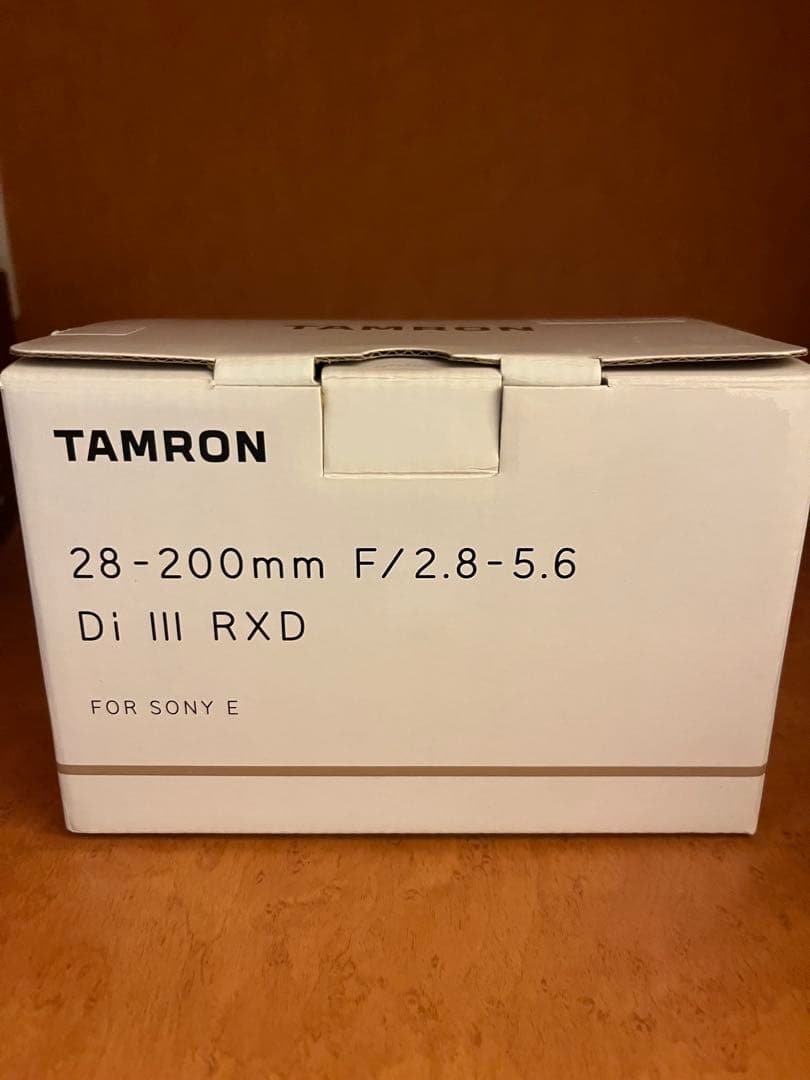 TAMRON
TAMRON
28-200mm F/2.8-5.6
Di III RXD
FOR SONY E